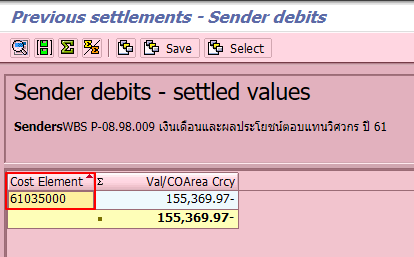 Previous settlements - Sender debits
Save Select
Sender debits - settled values
SendersWBS P-08.98.009 เงินเดือนและผลประโยชน์ตอบแทนวิศวกร ปี 61
Cost Element Σ Val/COArea Crcy
61035000 155,369.97-
155,369.97-